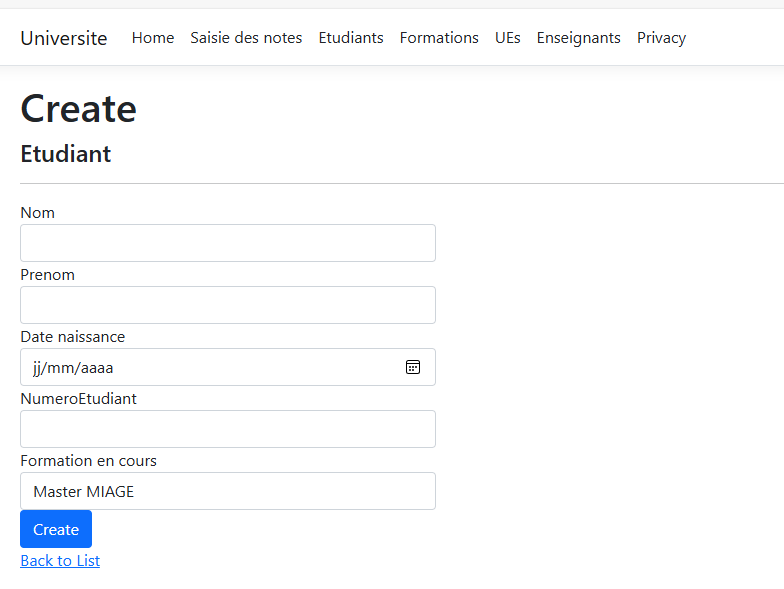 Universite Home Saisie des notes Etudiants Formations UEs Enseignants Privacy
Create
Etudiant
Nom
Prenom
Date naissance
jj/mm/aaaa
NumeroEtudiant
Formation en cours
Master MIAGE
Create
Back to List